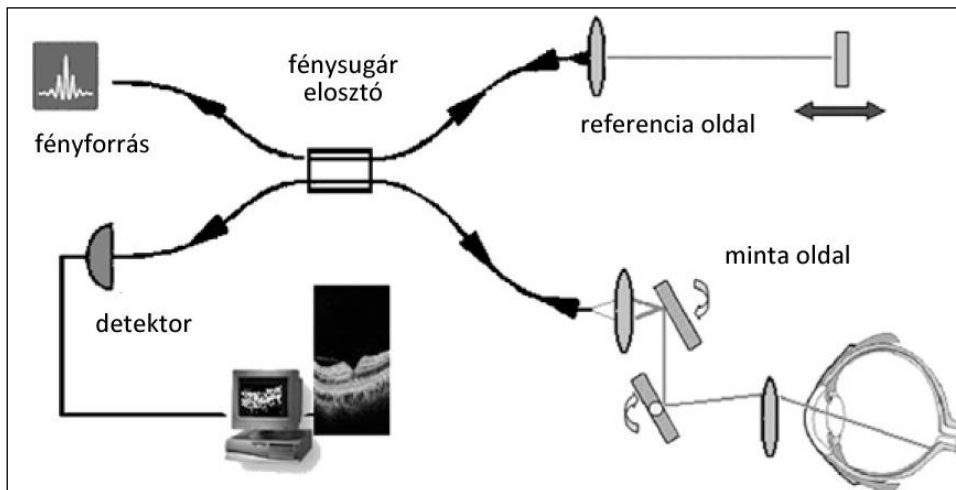 fénysugár
elosztó
fényforrás
referencia oldal
minta oldal
detektor